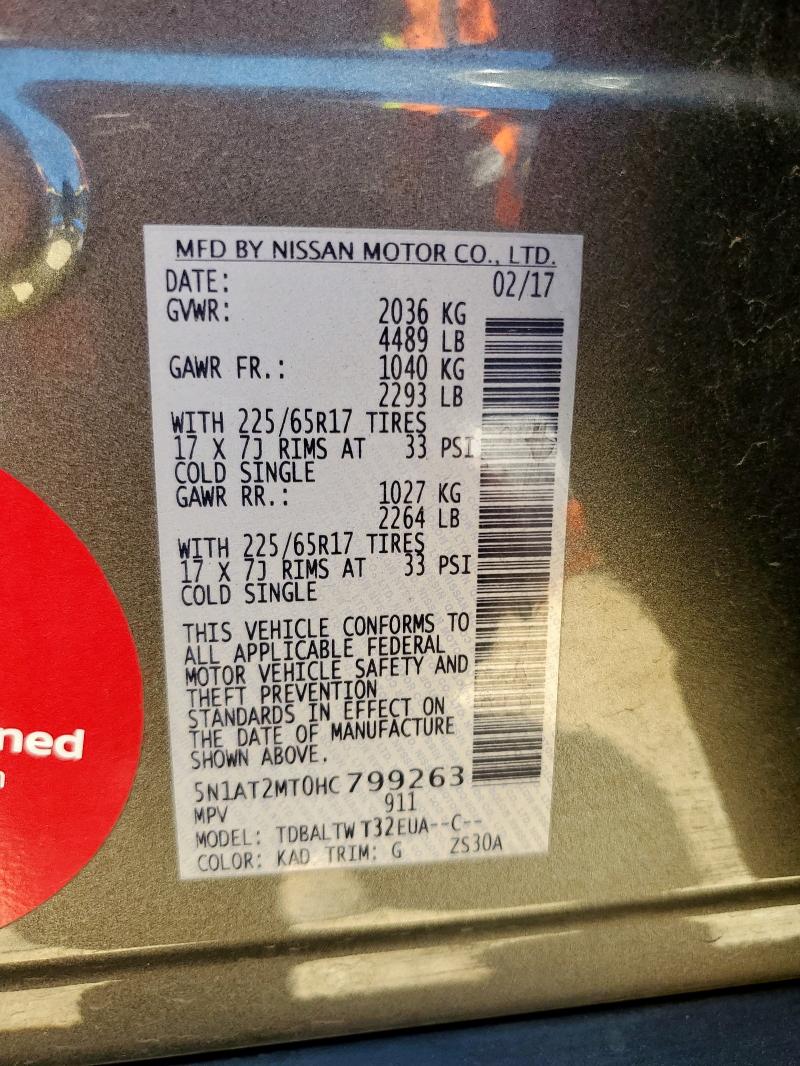 MFD BY NISSAN MOTOR CO., LTD.
DATE: 02/17
GVWR: 2036 KG
4489 LB
GAWR FR.: 1040 KG
2293 LB
WITH 225/65R17 TIRES
17 X 7J RIMS AT 33 PSI
COLD SINGLE
GAWR RR.: 1027 KG
2264 LB
WITH 225/65R17 TIRES
17 X 7J RIMS AT 33 PSI
COLD SINGLE
THIS VEHICLE CONFORMS TO
ALL APPLICABLE FEDERAL
MOTOR VEHICLE SAFETY AND
THEFT PREVENTION
STANDARDS IN EFFECT ON
THE DATE OF MANUFACTURE
SHOWN ABOVE.
5N1AT2MT0HC799263
MPV 911
MODEL: TDBALTW T32EUA--C--
COLOR: KAD TRIM: G ZS30A
ned